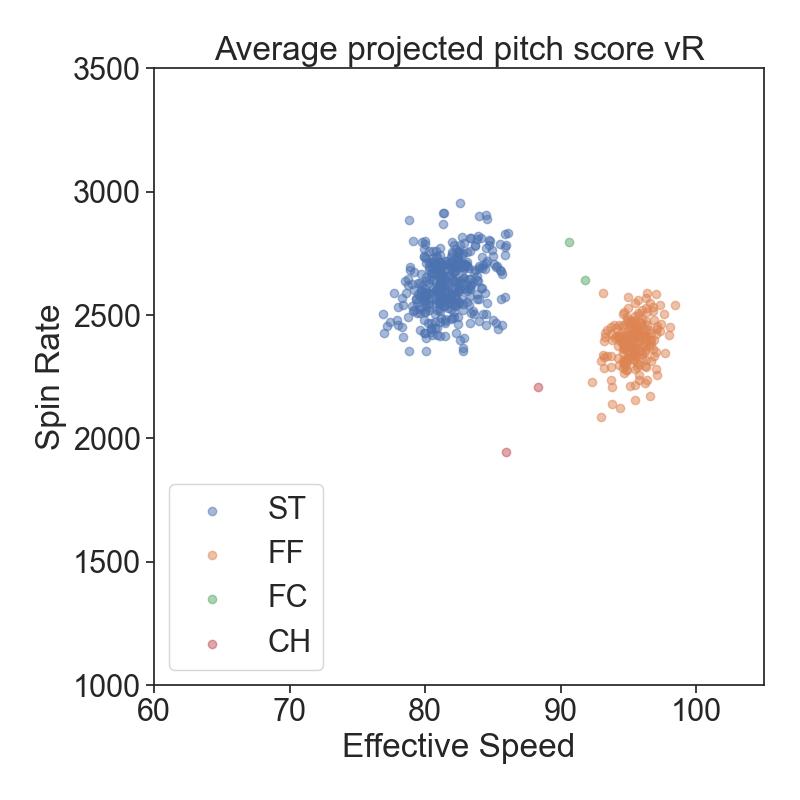 Average projected pitch score vR
3500
3000
2500
2000
1500
1000
Spin Rate
ST
FF
FC
CH
60 70 80 90 100
Effective Speed